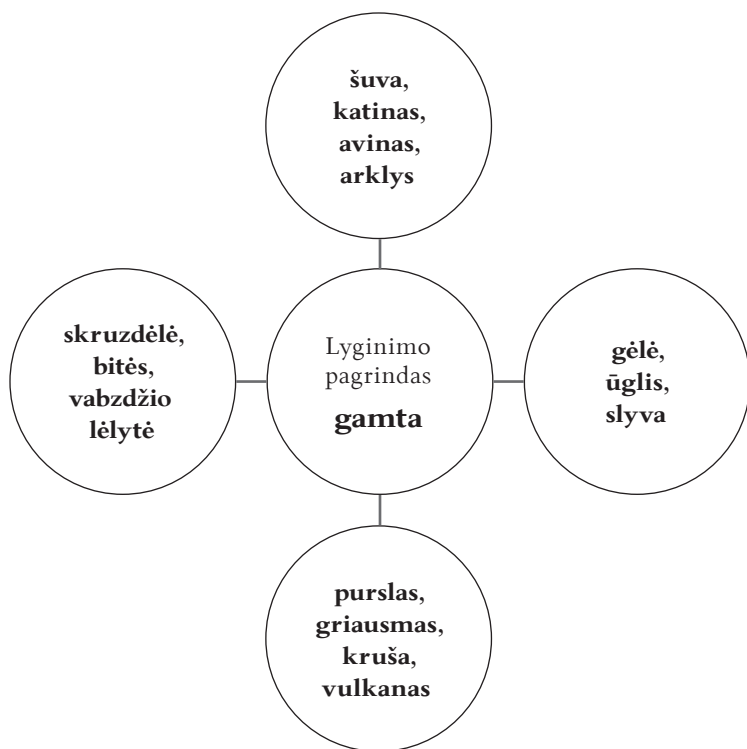 šuva,
katinas,
avinas,
arklys
skruzdėlė,
bitės,
vabzdžio
lėlytė
Lyginimo
pagrindas
gamta
gėlė,
ūglis,
slyva
purslas,
griausmas,
kruša,
vulkanas